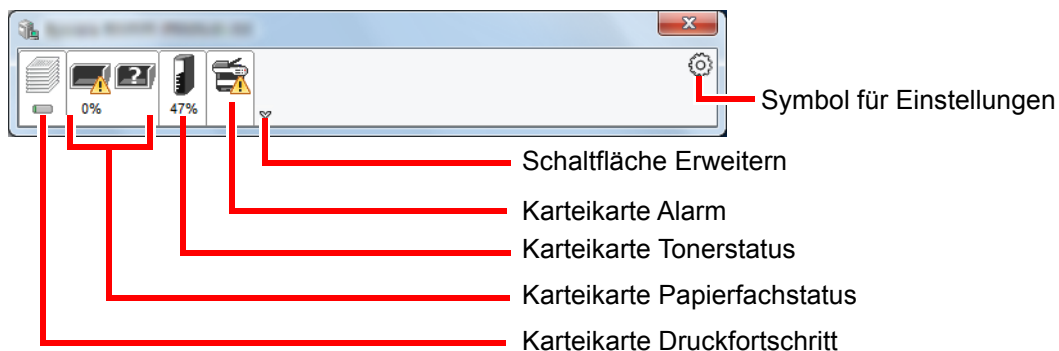 x
?
0%
47%
Symbol für Einstellungen
Schaltfläche Erweitern
Karteikarte Alarm
Karteikarte Tonerstatus
Karteikarte Papierfachstatus
Karteikarte Druckfortschritt